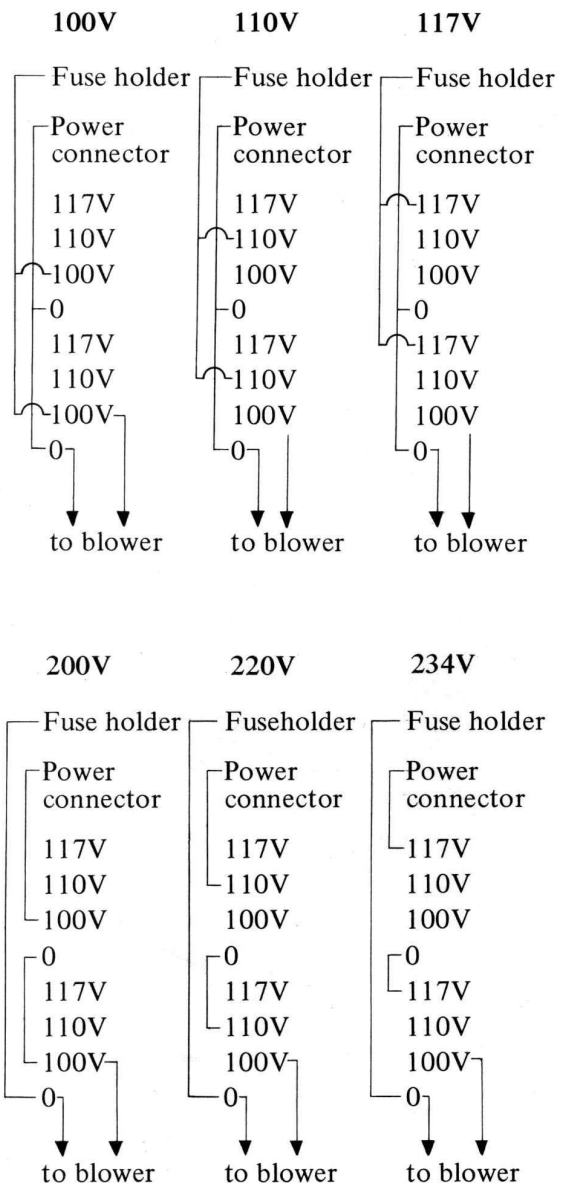 100V 110V 117V
Fuse holder Fuse holder Fuse holder
Power Power Power
connector connector connector
117V 117V 117V
110V 110V 110V
100V 100V 100V
0 0 0
117V 117V 117V
110V 110V 110V
100V 100V 100V
0 0 0
to blower to blower to blower
200V 220V 234V
Fuse holder Fuseholder Fuse holder
Power Power Power
connector connector connector
117V 117V 117V
110V 110V 110V
100V 100V 100V
0 0 0
117V 117V 117V
110V 110V 110V
100V 100V 100V
0 0 0
to blower to blower to blower